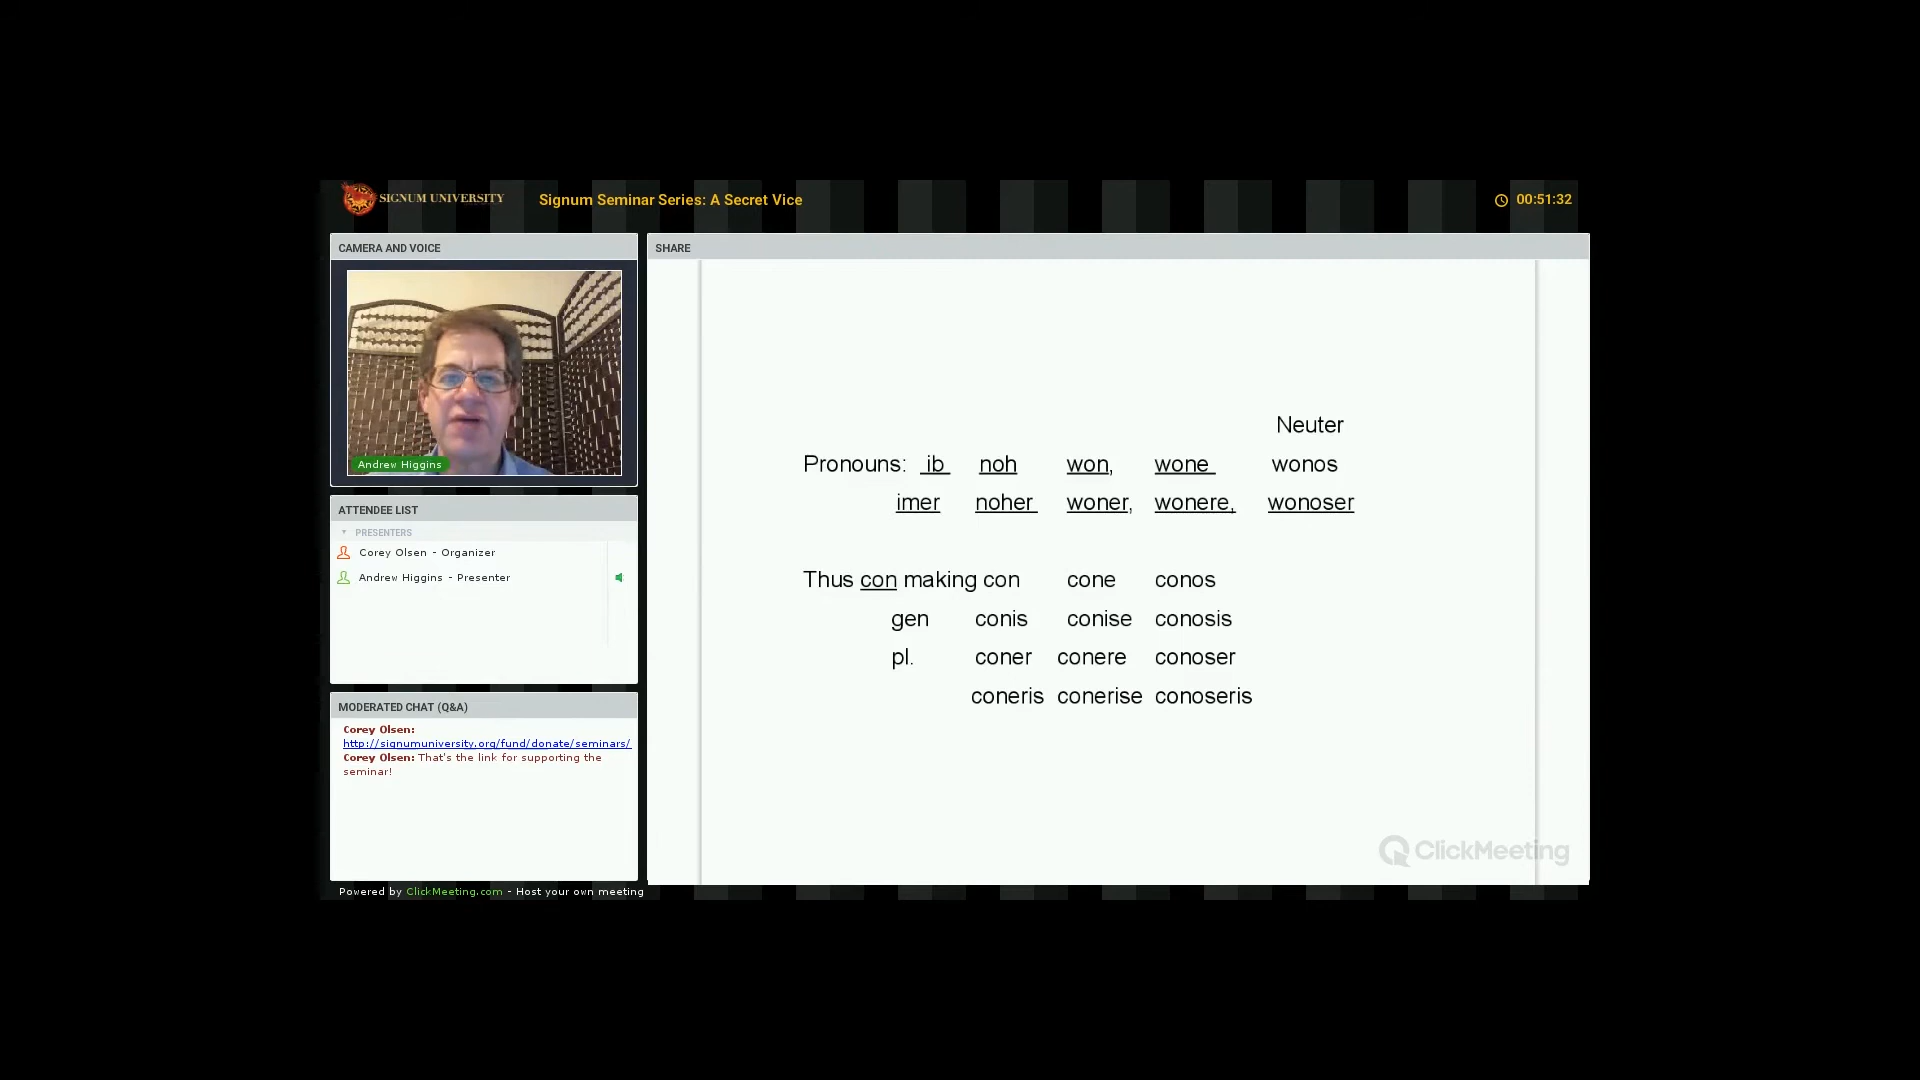 SIGNUM UNIVERSITY
Signum Seminar Series: A Secret Vice
00:51:32
CAMERA AND VOICE
Andrew Higgins
ATTENDEE LIST
PRESENTERS
Corey Olsen - Organizer
Andrew Higgins - Presenter
MODERATED CHAT (Q&A)
Corey Olsen:
http://signumuniversity.org/fund/donate/seminars/
Corey Olsen: That's the link for supporting the
seminar!
Powered by ClickMeeting.com - Host your own meeting
SHARE
Neuter
Pronouns: ib noh won, wone wonos
imer noher woner, wonere, wonoser
Thus con making con cone conos
gen conis conise conosis
pl. coner conere conoser
coneris conerise conoseris
ClickMeeting